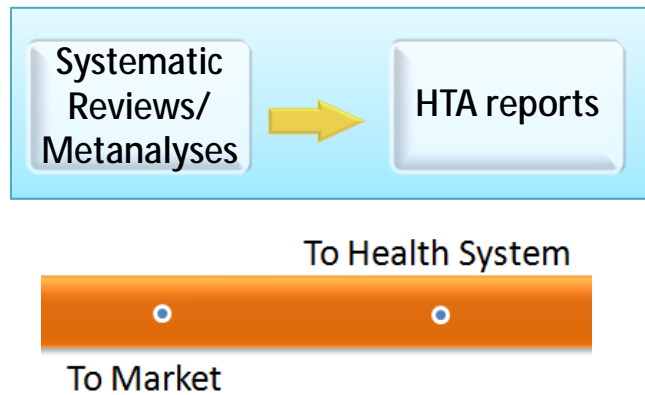 Systematic
Reviews/
Metanalyses
HTA reports
To Health System
To Market